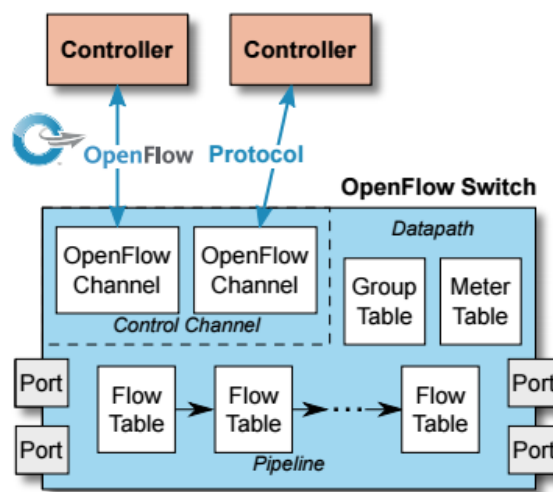 Controller
Controller
OpenFlow
Protocol
OpenFlow Switch
Datapath
OpenFlow
Channel
OpenFlow
Channel
Control Channel
Group
Table
Meter
Table
Port
Port
Flow
Table
Flow
Table
...
Flow
Table
Port
Port
Pipeline